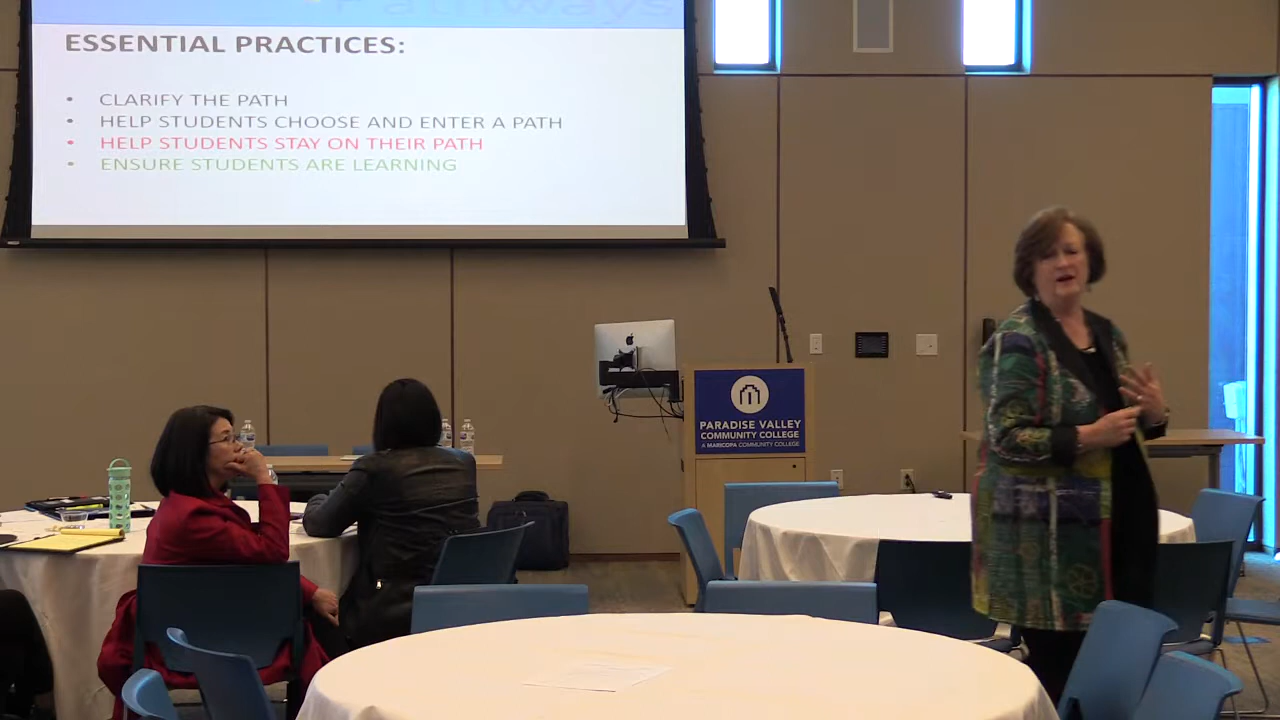 Pathways
ESSENTIAL PRACTICES:
• CLARIFY THE PATH
• HELP STUDENTS CHOOSE AND ENTER A PATH
• HELP STUDENTS STAY ON THEIR PATH
• ENSURE STUDENTS ARE LEARNING
PARADISE VALLEY
COMMUNITY COLLEGE
A MARICOPA COMMUNITY COLLEGE